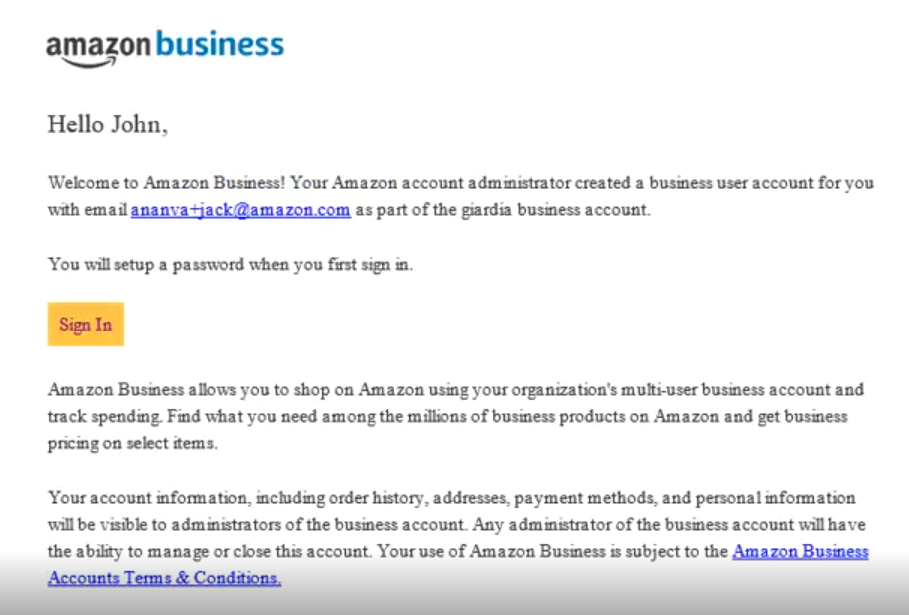 amazon business
Hello John,
Welcome to Amazon Business! Your Amazon account administrator created a business user account for you
with email ananya+jack@amazon.com as part of the giardia business account.
You will setup a password when you first sign in.
Sign In
Amazon Business allows you to shop on Amazon using your organization's multi-user business account and
track spending. Find what you need among the millions of business products on Amazon and get business
pricing on select items.
Your account information, including order history, addresses, payment methods, and personal information
will be visible to administrators of the business account. Any administrator of the business account will have
the ability to manage or close this account. Your use of Amazon Business is subject to the Amazon Business
Accounts Terms & Conditions.